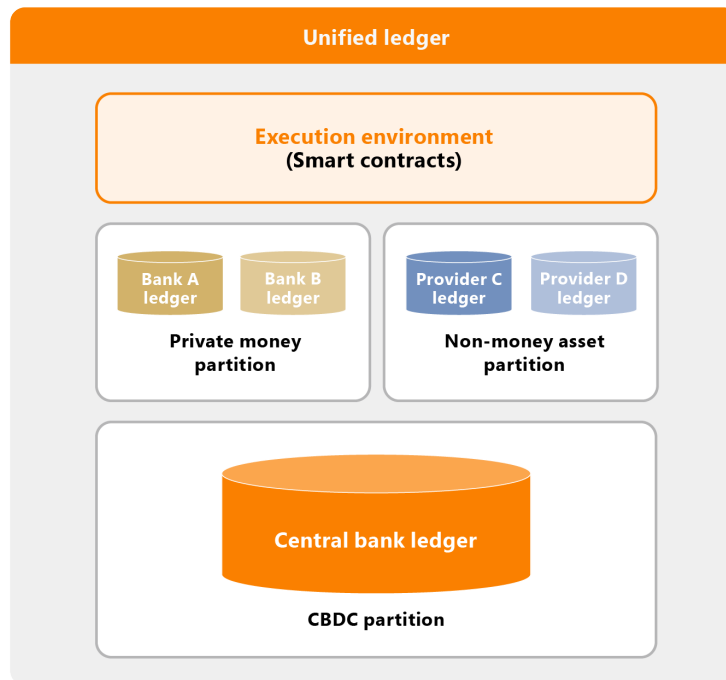 Unified ledger
Execution environment
(Smart contracts)
Bank A
ledger
Bank B
ledger
Private money
partition
Provider C
ledger
Provider D
ledger
Non-money asset
partition
Central bank ledger
CBDC partition